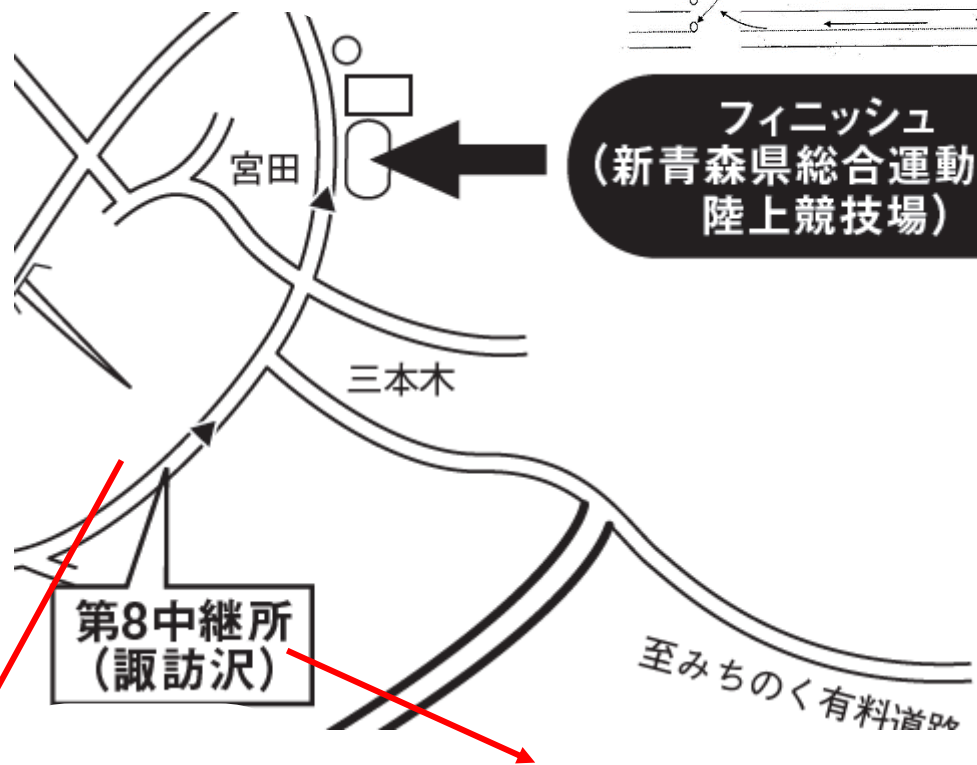 フィニッシュ
（新青森県総合運動
陸上競技場）
宮田
三本木
第8中継所
（諏訪沢）
至みちのく有料道路